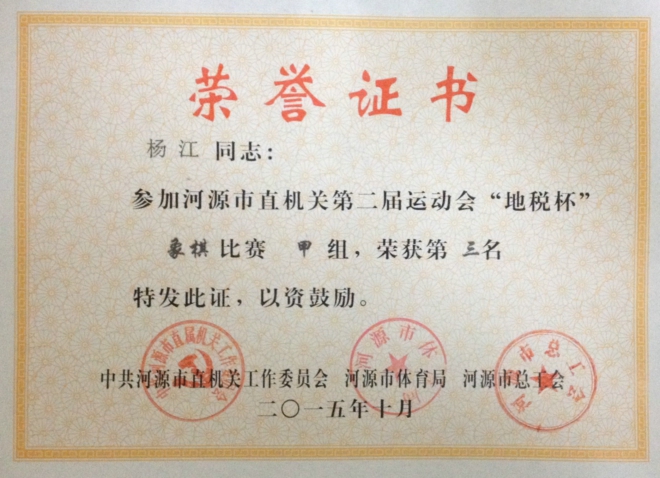 荣誉证书
杨江 同志：
参加河源市直机关第二届运动会“地税杯”
象棋 比赛 甲 组，荣获第 三名
特发此证，以资鼓励。
中共河源市直机关工作委员会 河源市体育局 河源市总工会
二〇一五年十月